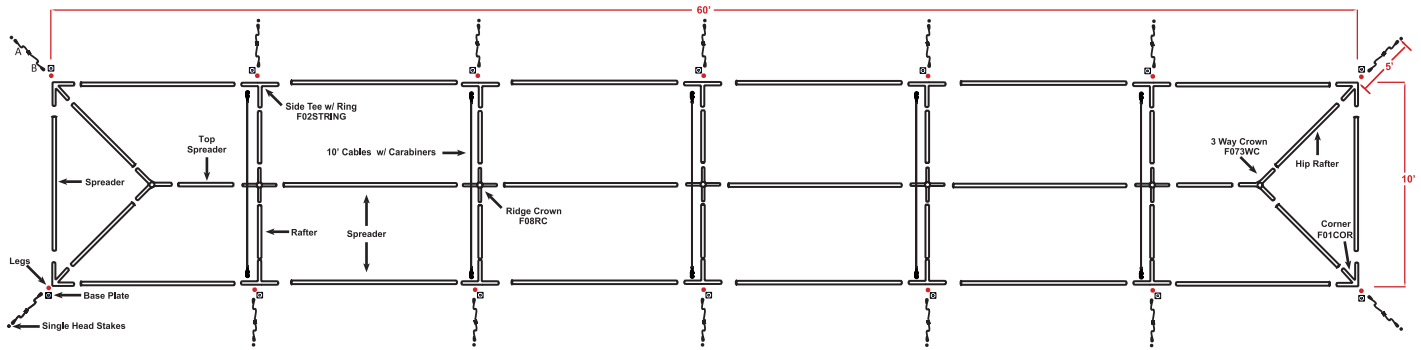 60'
A
B
5'
Side Tee w/ Ring
F02STRING
Top
Spreader
10' Cables w/ Carabiners
3 Way Crown
F073WC
Hip Rafter
Spreader
10'
Ridge Crown
F08RC
Rafter
Spreader
Corner
F01COR
Legs
Base Plate
Single Head Stakes